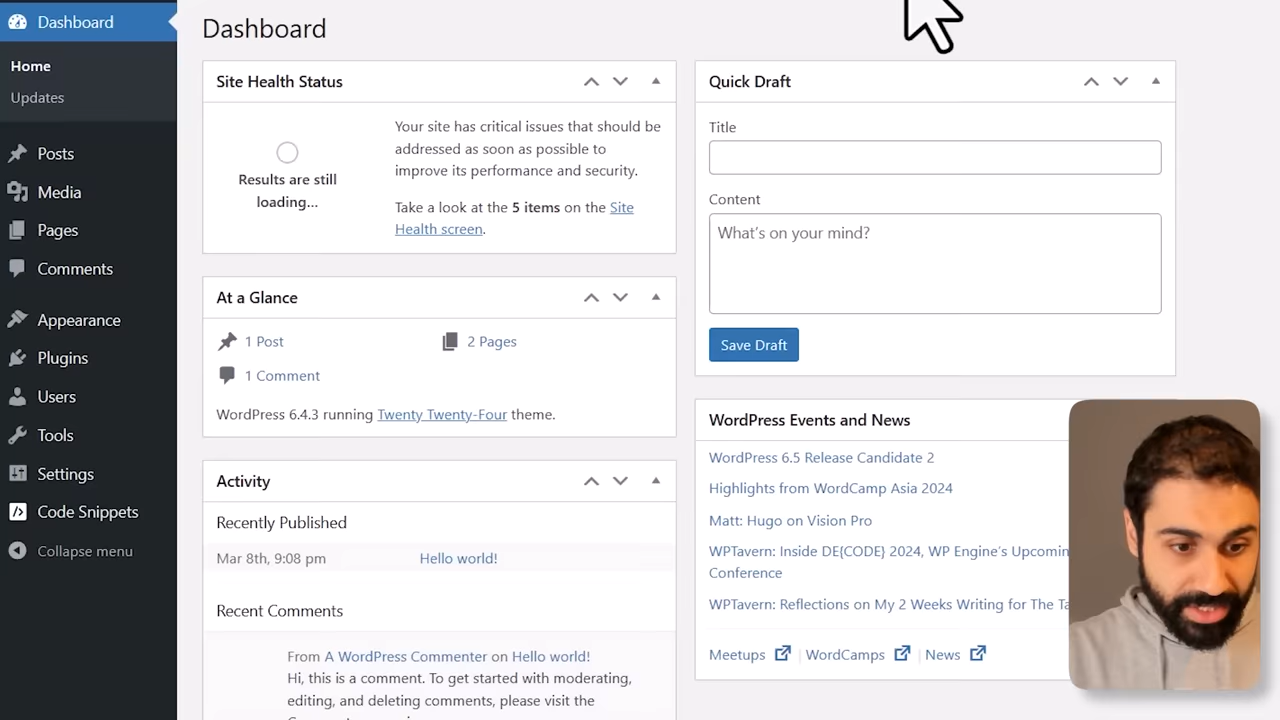 Dashboard
Home
Updates
Posts
Media
Pages
Comments
Appearance
Plugins
Users
Tools
Settings
Code Snippets
Collapse menu
Dashboard
Site Health Status
Results are still
loading...
Your site has critical issues that should be
addressed as soon as possible to
improve its performance and security.
Take a look at the 5 items on the Site
Health screen.
At a Glance
1 Post
2 Pages
1 Comment
WordPress 6.4.3 running Twenty Twenty-Four theme.
Activity
Recently Published
Mar 8th, 9:08 pm
Hello world!
Recent Comments
From A WordPress Commenter on Hello world!
Hi, this is a comment. To get started with moderating,
editing, and deleting comments, please visit the
Quick Draft
Title
Content
What's on your mind?
Save Draft
WordPress Events and News
WordPress 6.5 Release Candidate 2
Highlights from WordCamp Asia 2024
Matt: Hugo on Vision Pro
WPTavern: Inside DE{CODE} 2024, WP Engine's Upcomin
Conference
WPTavern: Reflections on My 2 Weeks Writing for The Ta
Meetups | WordCamps | News